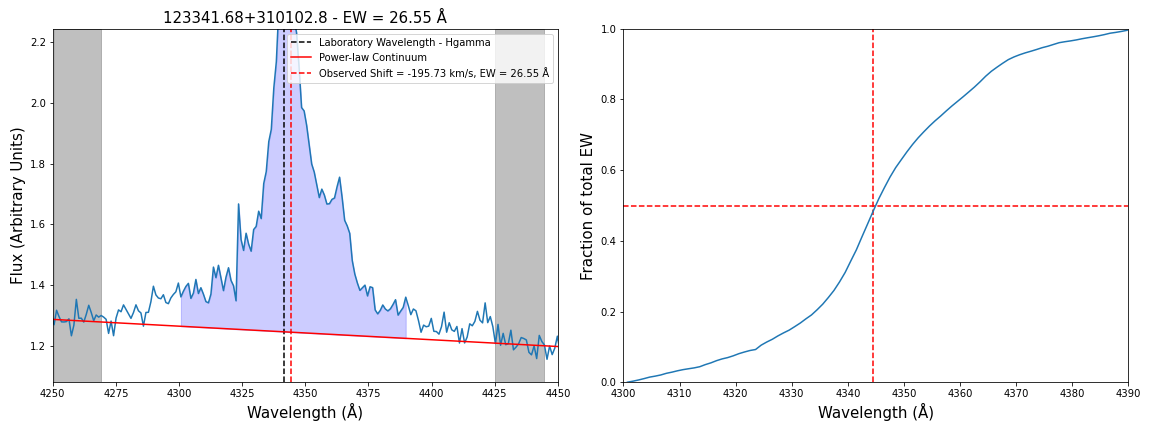 123341.68+310102.8 - EW = 26.55 Å
2.2
2.0
1.8
1.6
1.4
1.2
Flux (Arbitrary Units)
Laboratory Wavelength - Hgamma
Power-law Continuum
Observed Shift = -195.73 km/s, EW = 26.55 Å
4250 4275 4300 4325 4350 4375 4400 4425 4450
Wavelength (Å)
1.0
0.8
0.6
0.4
0.2
0.0
Fraction of total EW
4300 4310 4320 4330 4340 4350 4360 4370 4380 4390
Wavelength (Å)